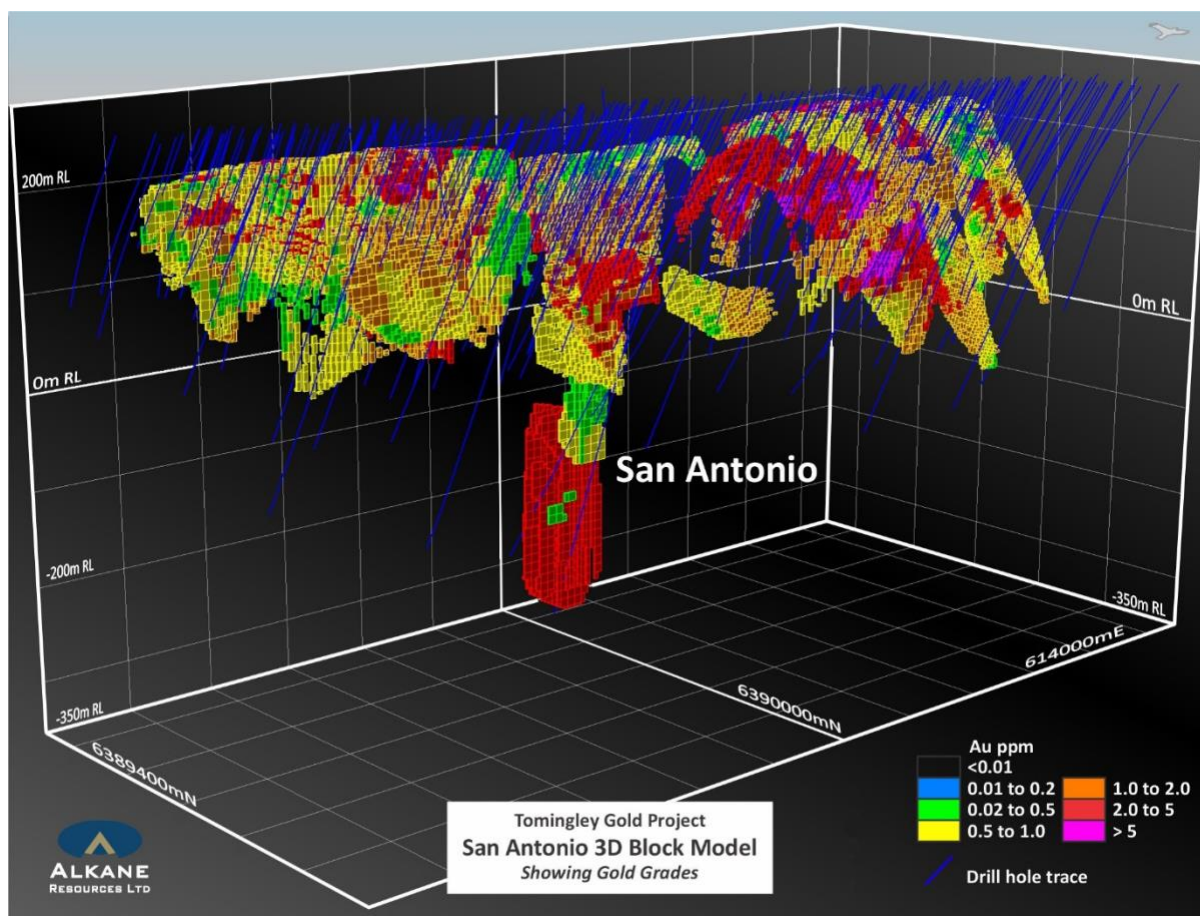 200m RL
0m RL
0m RL
San Antonio
-200m RL
-350m RL
-350m RL
614000mE
6390000mN
6389400mN
Au ppm
<0.01
0.01 to 0.2
0.02 to 0.5
0.5 to 1.0
1.0 to 2.0
2.0 to 5
> 5
Drill hole trace
Tomingley Gold Project
San Antonio 3D Block Model
Showing Gold Grades
ALKANE
RESOURCES LTD